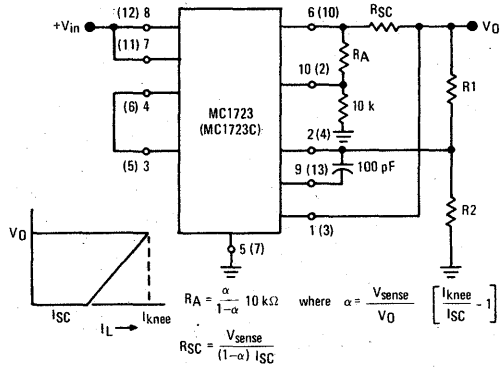 (12) 8
6 (10)
RSC
VO
+Vin
(11) 7
RA
R1
10 (2)
MC1723
(MC1723C)
10 k
(6) 4
2 (4)
100 pF
9 (13)
(5) 3
R2
1 (3)
5 (7)
VO
ISC
IL
Iknee
RA = α / 1-α 10 kΩ where α = Vsense / VO [Iknee / ISC - 1]
RSC = Vsense / (1-α) ISC